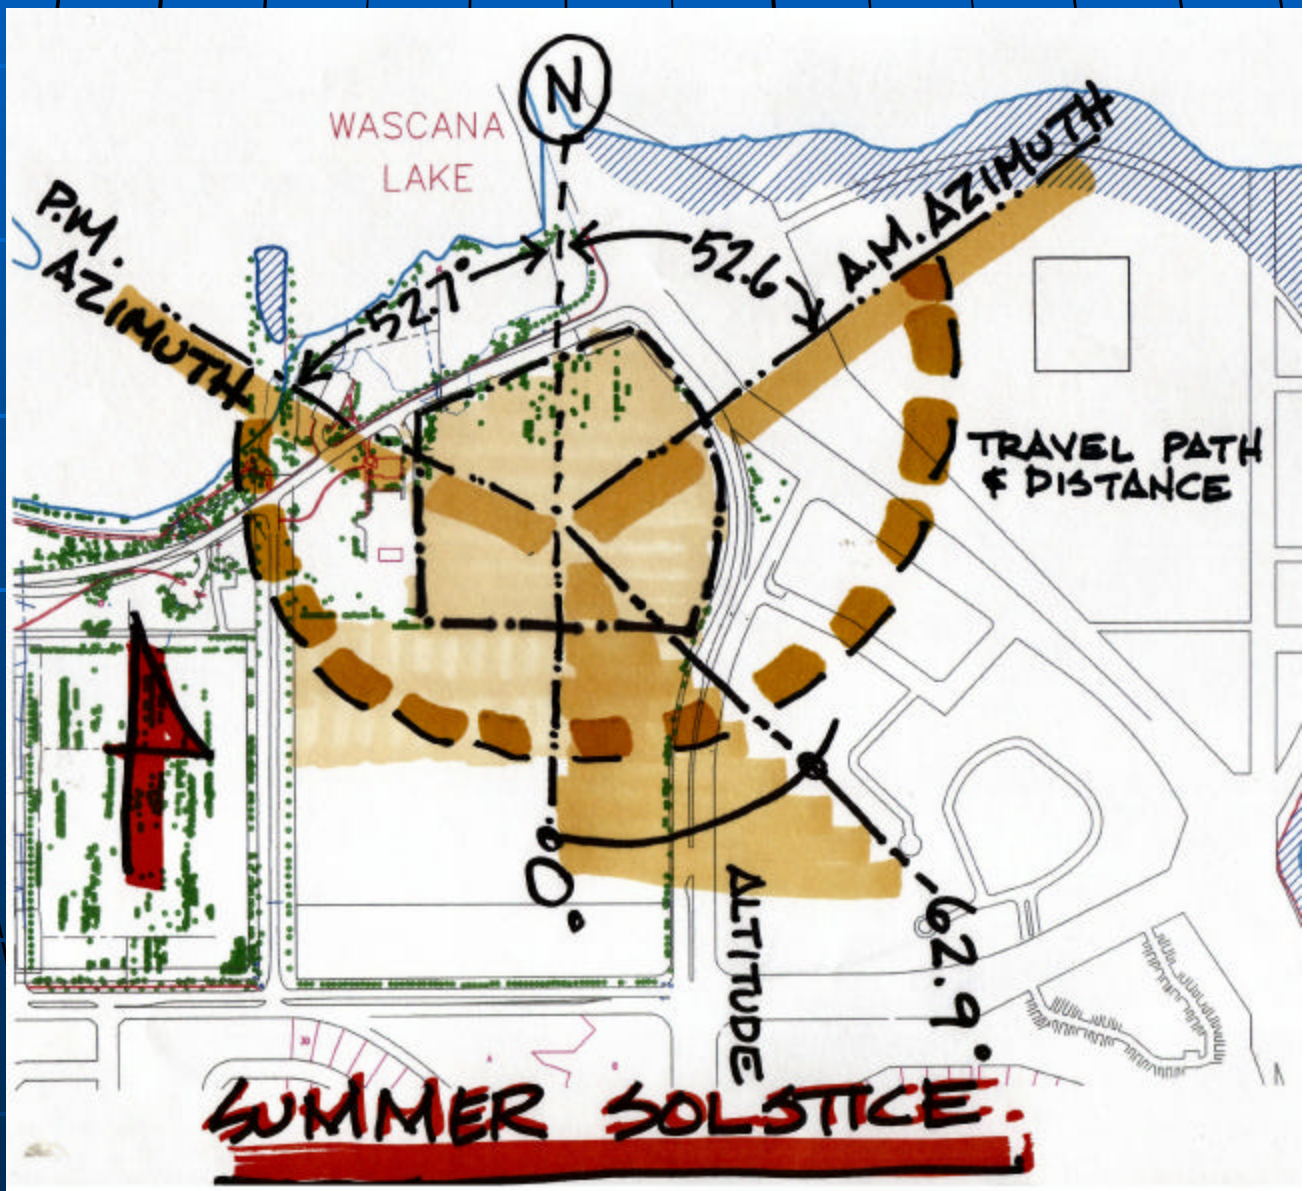 N
WASCANA
LAKE
P.M.
AZIMUTH
52.7°
52.6
A.M. AZIMUTH
TRAVEL PATH
& DISTANCE
0°
ALTITUDE
62.9°
SUMMER SOLSTICE.